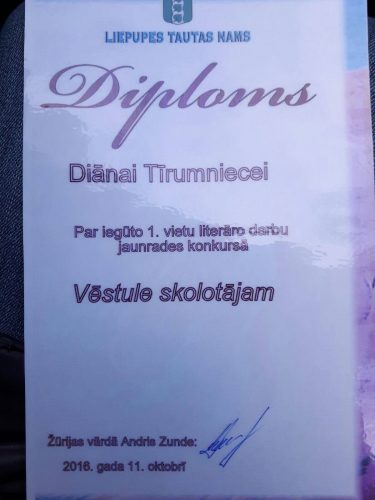 LIEPUPES TAUTAS NAMS
Diploms
Diānai Tīrumniecei
Par iegūto 1. vietu literāro darbu
jaunrades konkursā
Vēstule skolotājam
Žūrijas vārdā Andris Zunde:
2016. gada 11. oktobrī